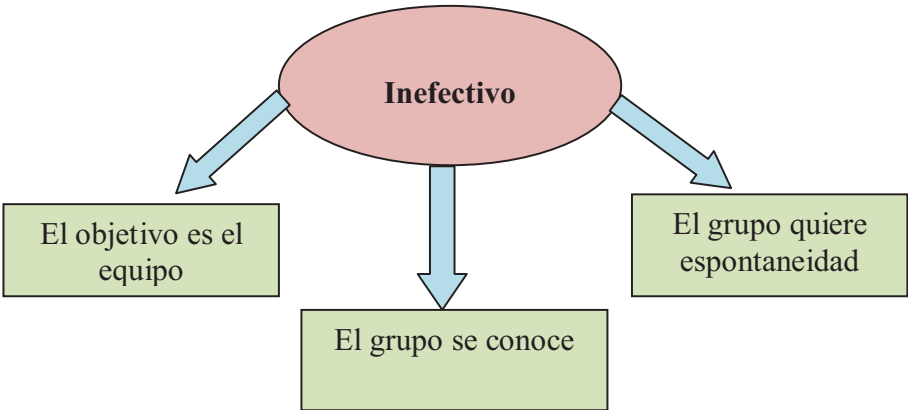 Inefectivo
El objetivo es el
equipo
El grupo se conoce
El grupo quiere
espontaneidad